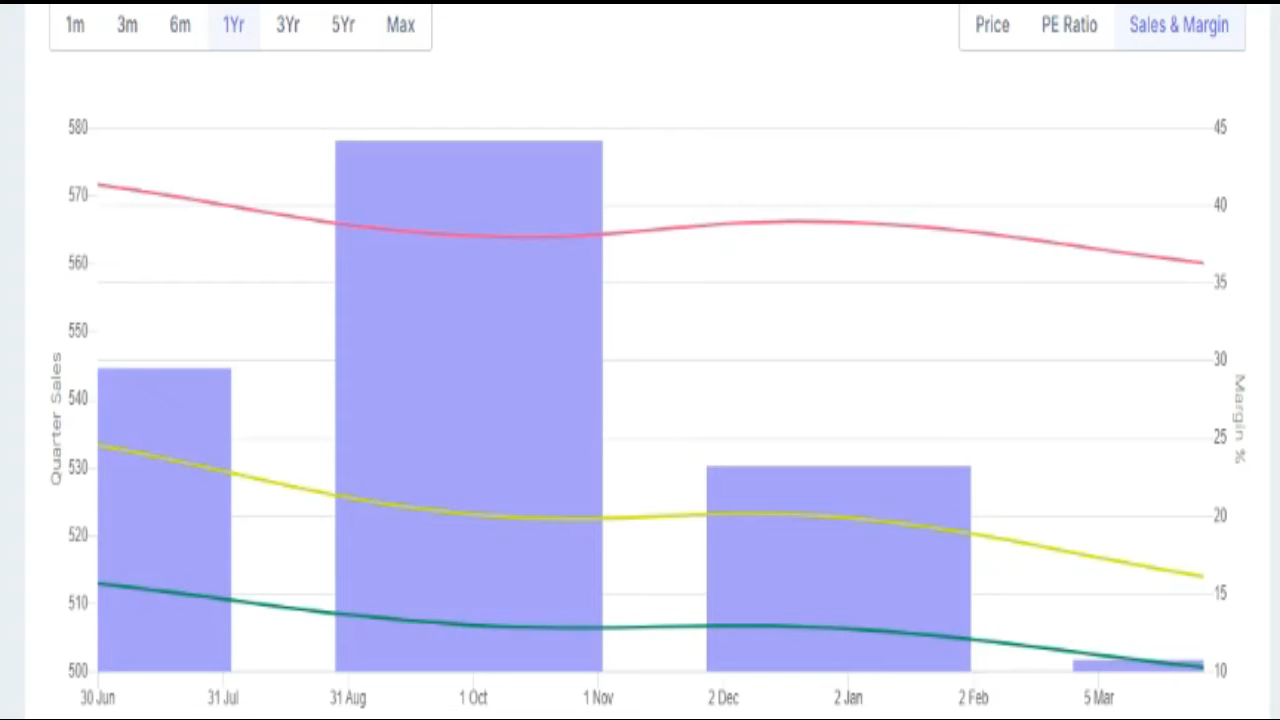 1m 3m 6m 1Yr 3Yr 5Yr Max Price PE Ratio Sales & Margin
580 45
570 40
560 35
550 30
540 25
530 20
520 15
510 10
500
Quarter Sales
Margin %
30 Jun 31 Jul 31 Aug 1 Oct 1 Nov 2 Dec 2 Jan 2 Feb 5 Mar